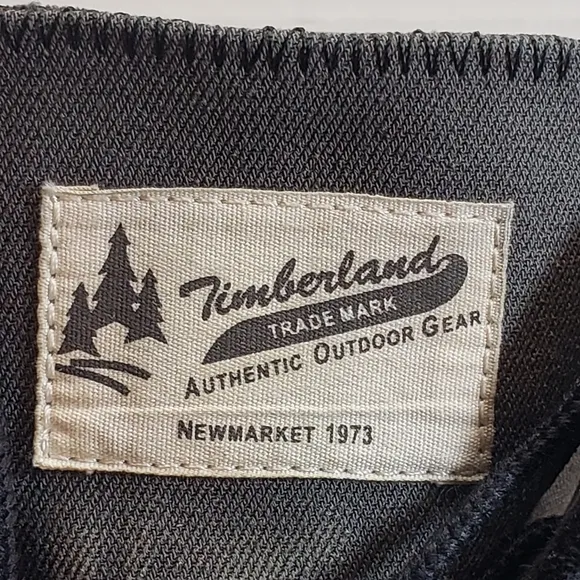 Timberland
TRADE MARK
AUTHENTIC OUTDOOR GEAR
NEWMARKET 1973